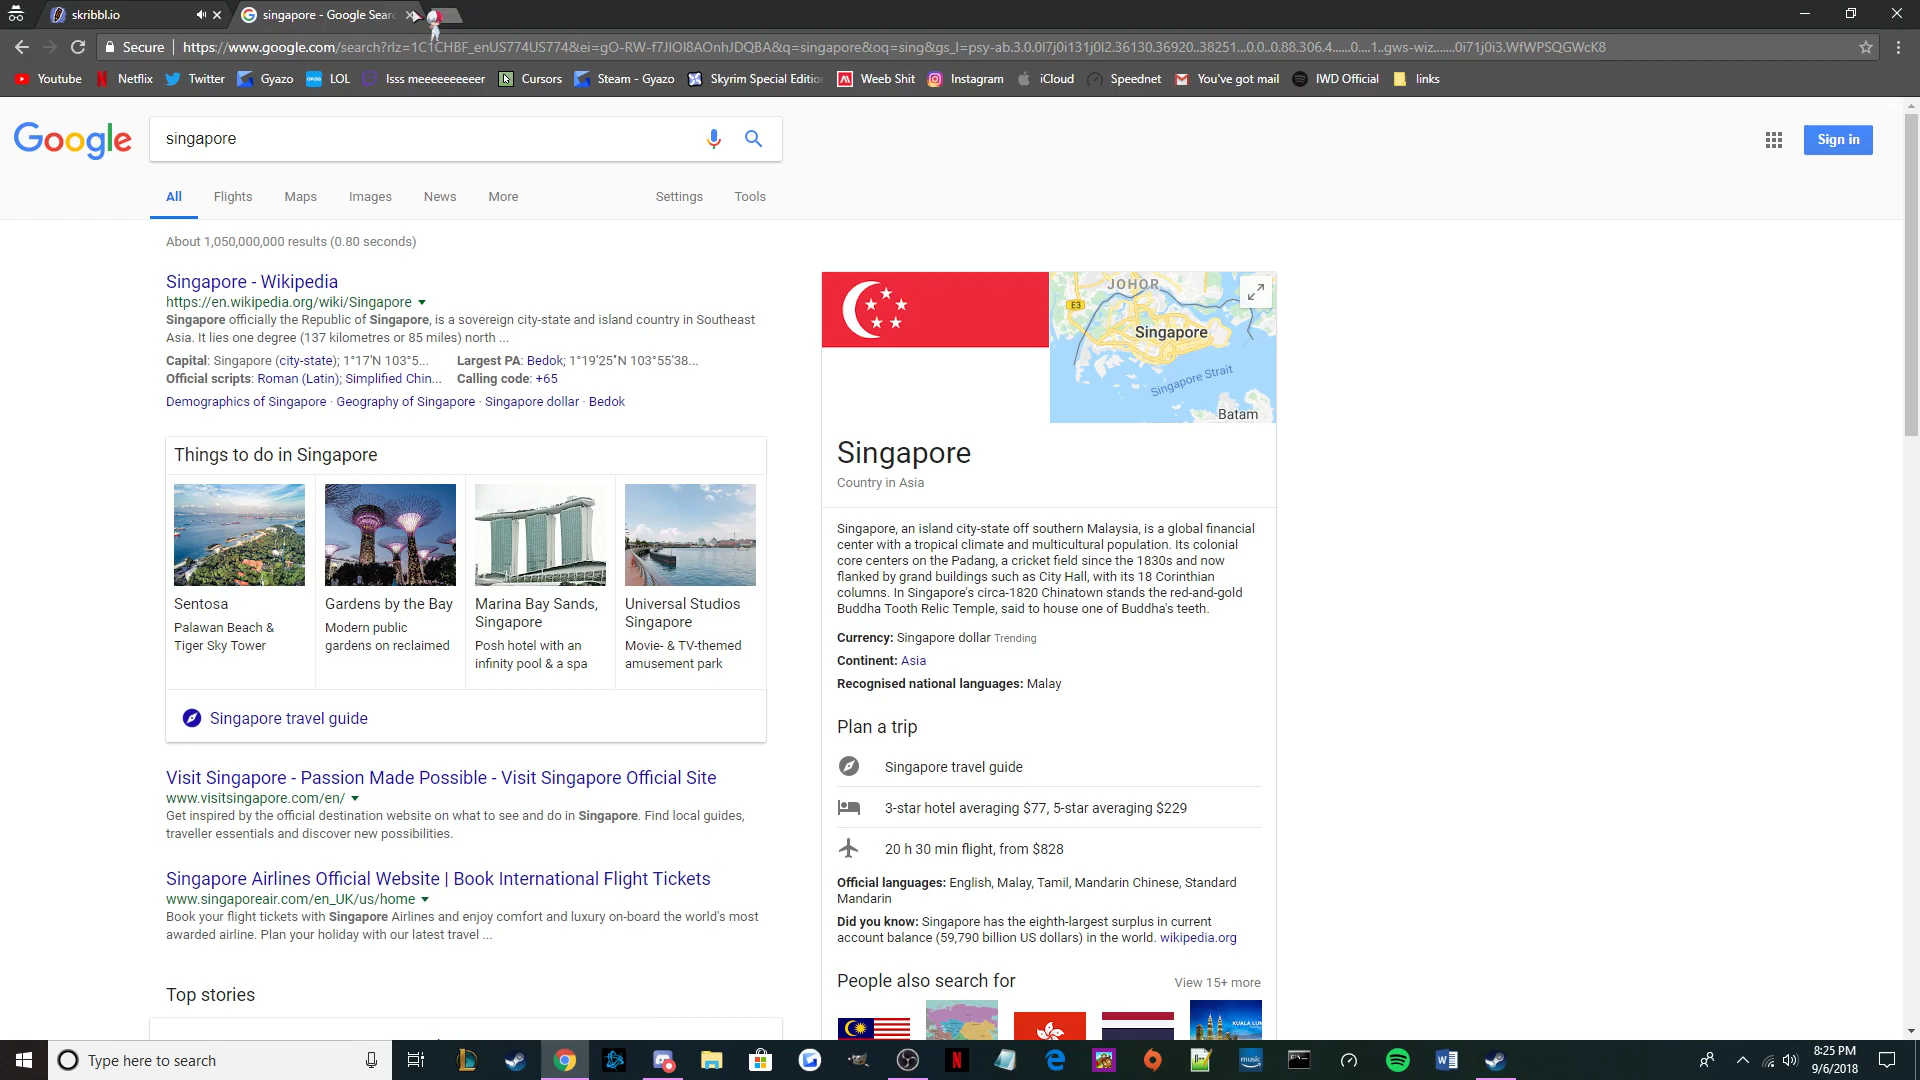 skribbl.io
singapore - Google Sear
Secure
https://www.google.com/search?rlz=1C1CHBF_enUS774US774&ei=gO-RW-f7JIOl8AOnhJDQBA&q=singapore&oq=sing&gs_l=psy-ab.3.0.0l7j0i131j0l2.36130.36920..38251...0.0..0.88.306.4......0....1..gws-wiz.......0i71j0i3.WfWPSQGWcK8
Youtube
Netflix
Twitter
Gyazo
LOL
Isss meeeeeeeeeer
Cursors
Steam - Gyazo
Skyrim Special Edition
Weeb Shit
Instagram
iCloud
Speednet
You've got mail
IWD Official
links
Google
singapore
Sign in
All
Flights
Maps
Images
News
More
Settings
Tools
About 1,050,000,000 results (0.80 seconds)
Singapore - Wikipedia
https://en.wikipedia.org/wiki/Singapore
Singapore officially the Republic of Singapore, is a sovereign city-state and island country in Southeast
Asia. It lies one degree (137 kilometres or 85 miles) north ...
Capital: Singapore (city-state); 1°17′N 103°5...
Largest PA: Bedok; 1°19′25″N 103°55′38...
Official scripts: Roman (Latin); Simplified Chin...
Calling code: +65
Demographics of Singapore · Geography of Singapore · Singapore dollar · Bedok
Things to do in Singapore
Sentosa
Palawan Beach &
Tiger Sky Tower
Gardens by the Bay
Modern public
gardens on reclaimed
Marina Bay Sands,
Singapore
Posh hotel with an
infinity pool & a spa
Universal Studios
Singapore
Movie- & TV-themed
amusement park
Singapore travel guide
Visit Singapore - Passion Made Possible - Visit Singapore Official Site
www.visitsingapore.com/en/
Get inspired by the official destination website on what to see and do in Singapore. Find local guides,
traveller essentials and discover new possibilities.
Singapore Airlines Official Website | Book International Flight Tickets
www.singaporeair.com/en_UK/us/home
Book your flight tickets with Singapore Airlines and enjoy comfort and luxury on-board the world's most
awarded airline. Plan your holiday with our latest travel ...
Top stories
JOHOR
E3
Singapore
Singapore Strait
Batam
Singapore
Country in Asia
Singapore, an island city-state off southern Malaysia, is a global financial
center with a tropical climate and multicultural population. Its colonial
core centers on the Padang, a cricket field since the 1830s and now
flanked by grand buildings such as City Hall, with its 18 Corinthian
columns. In Singapore's circa-1820 Chinatown stands the red-and-gold
Buddha Tooth Relic Temple, said to house one of Buddha's teeth.
Currency: Singapore dollar Trending
Continent: Asia
Recognised national languages: Malay
Plan a trip
Singapore travel guide
3-star hotel averaging $77, 5-star averaging $229
20 h 30 min flight, from $828
Official languages: English, Malay, Tamil, Mandarin Chinese, Standard
Mandarin
Did you know: Singapore has the eighth-largest surplus in current
account balance (59,790 billion US dollars) in the world. wikipedia.org
People also search for
View 15+ more
KUALA LUM
Type here to search
music
8:25 PM
9/6/2018